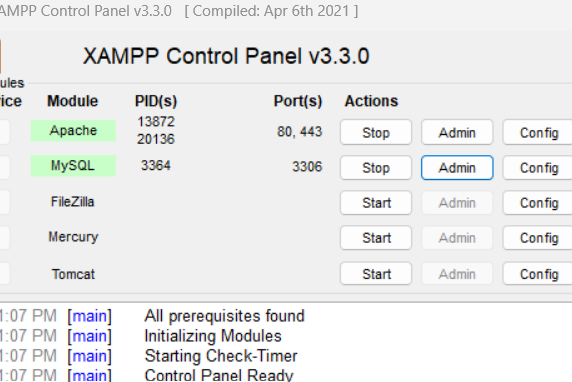 AMPP Control Panel v3.3.0 [ Compiled: Apr 6th 2021 ]
XAMPP Control Panel v3.3.0
ules
ice Module PID(s) Port(s) Actions
Apache 13872 20136 80, 443 Stop Admin Config
MySQL 3364 3306 Stop Admin Config
FileZilla Start Admin Config
Mercury Start Admin Config
Tomcat Start Admin Config
1:07 PM [main] All prerequisites found
1:07 PM [main] Initializing Modules
1:07 PM [main] Starting Check-Timer
1:07 PM [main] Control Panel Ready